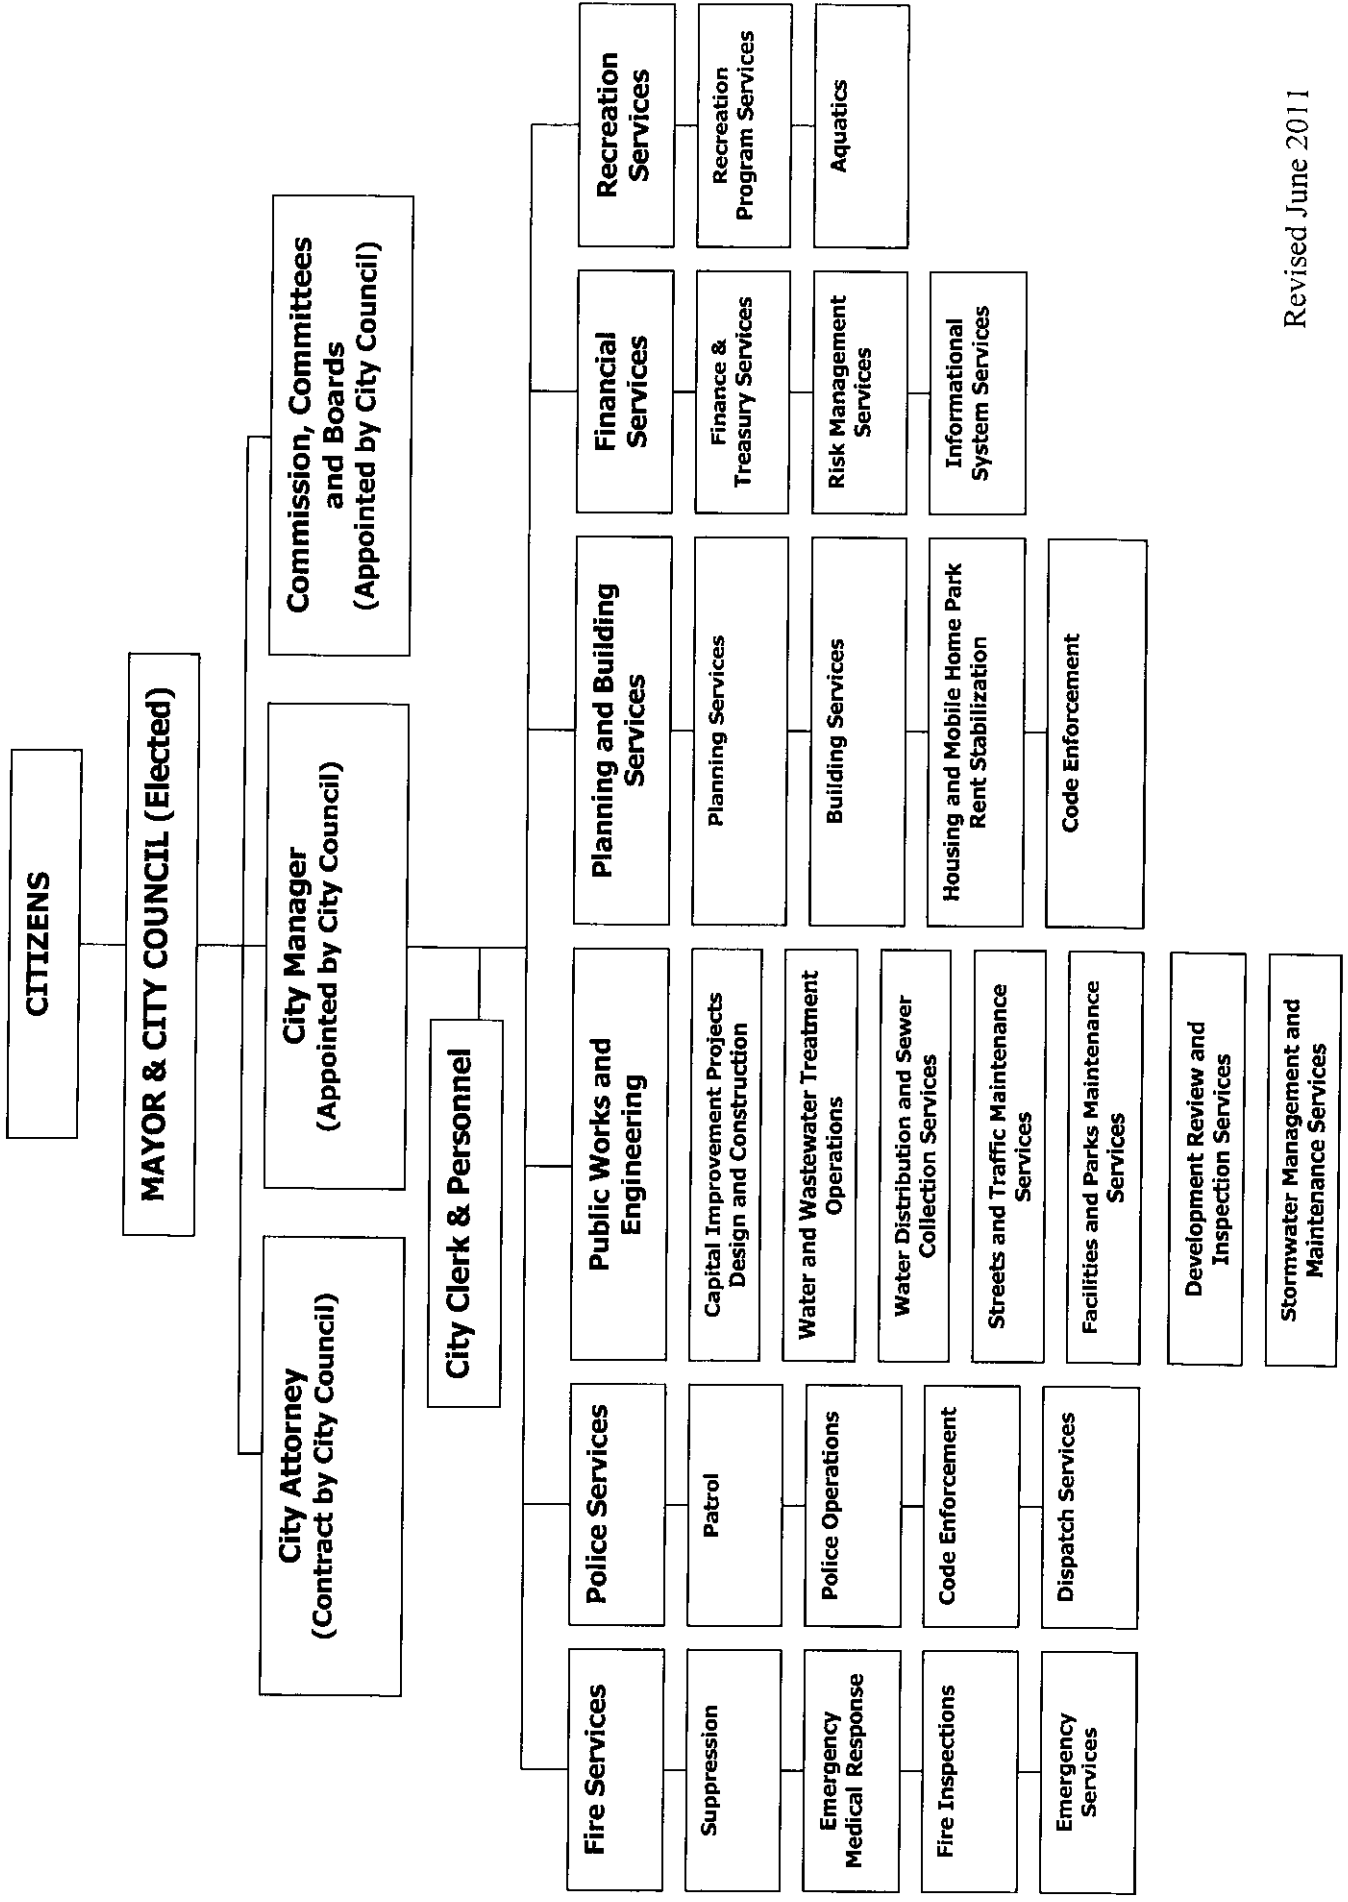 CITIZENS
MAYOR & CITY COUNCIL (Elected)
City Attorney
(Contract by City Council)
City Manager
(Appointed by City Council)
Commission, Committees
and Boards
(Appointed by City Council)
City Clerk & Personnel
Fire Services
Suppression
Emergency
Medical Response
Fire Inspections
Emergency
Services
Police Services
Patrol
Police Operations
Code Enforcement
Dispatch Services
Public Works and
Engineering
Capital Improvement Projects
Design and Construction
Water and Wastewater Treatment
Operations
Water Distribution and Sewer
Collection Services
Streets and Traffic Maintenance
Services
Facilities and Parks Maintenance
Services
Development Review and
Inspection Services
Stormwater Management and
Maintenance Services
Planning and Building
Services
Planning Services
Building Services
Housing and Mobile Home Park
Rent Stabilization
Code Enforcement
Financial
Services
Finance &
Treasury Services
Risk Management
Services
Informational
System Services
Recreation
Services
Recreation
Program Services
Aquatics
Revised June 2011